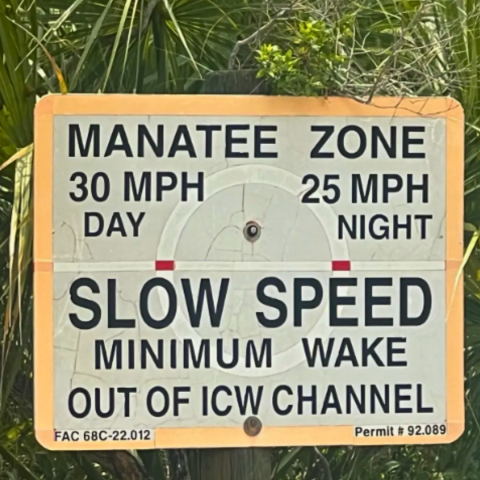 MANATEE ZONE
30 MPH 25 MPH
DAY NIGHT
SLOW SPEED
MINIMUM WAKE
OUT OF ICW CHANNEL
FAC 68C-22.012 Permit # 92.089